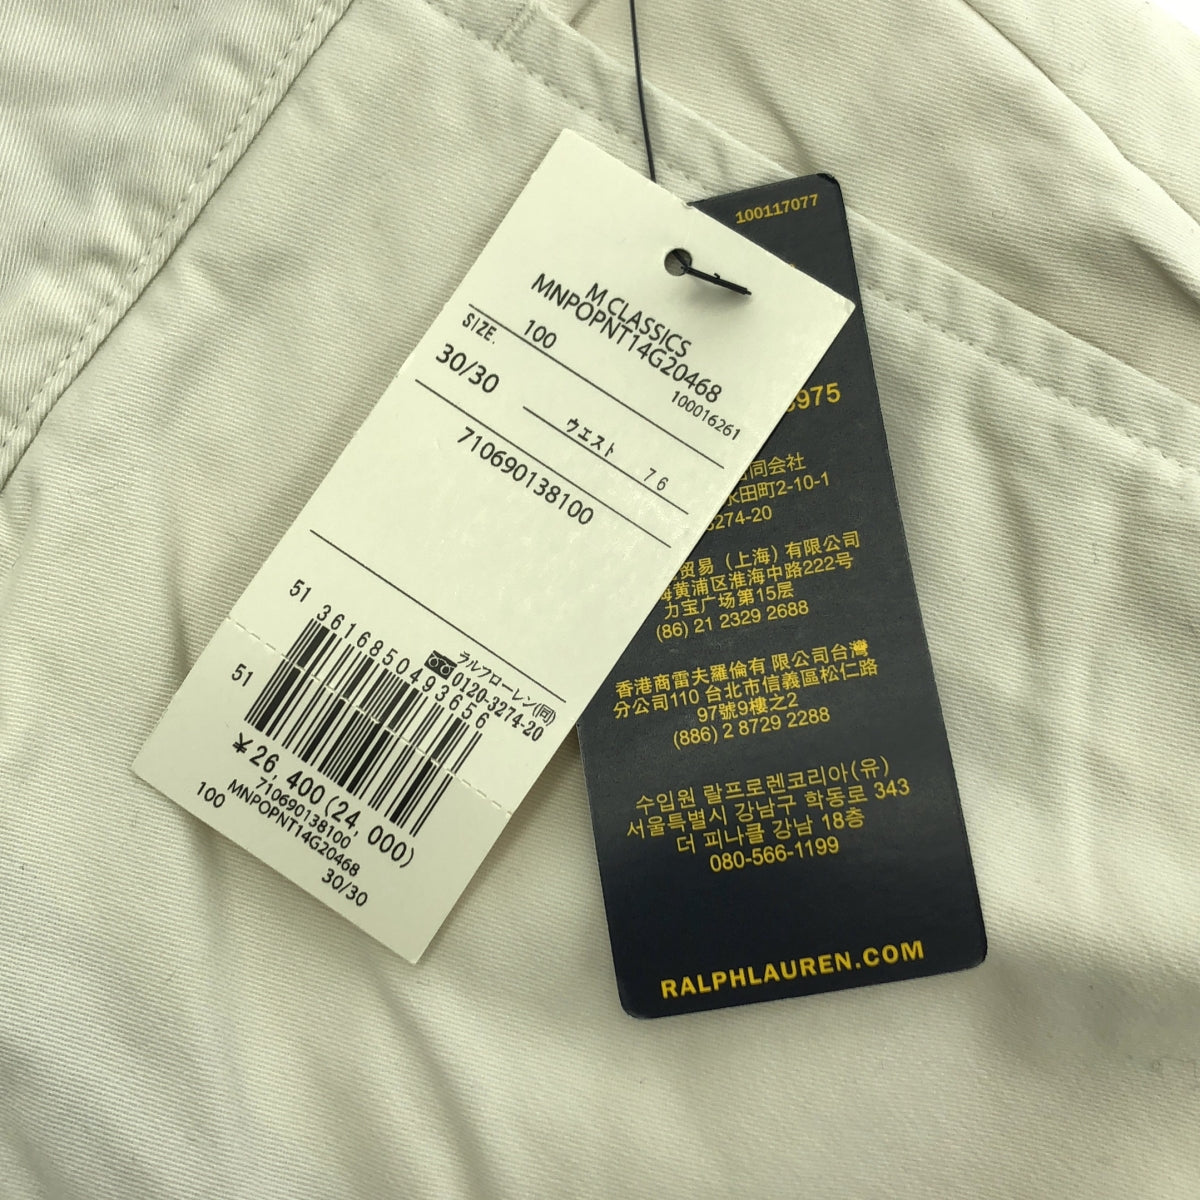 M CLASSICS
MNPOPNT14G20468
SIZE. 100 100016261
30/30
ウエスト 76
710690138100
51 3616850493656
ラルフローレン(同)
0120-3274-20
51
¥26,400(24,000)
710690138100
MNPOPNT14G20468
100 30/30
100117077
975
同会社
田町2-10-1
274-20
贸易（上海）有限公司
黄浦区淮海中路222号
力宝广场第15层
(86) 21 2329 2688
香港商雷夫羅倫有限公司台灣
分公司110 台北市信義區松仁路
97號9樓之2
(886) 2 8729 2288
수입원 랄프로렌코리아(유)
서울특별시 강남구 학동로 343
더 피나클 강남 18층
080-566-1199
RALPHLAUREN.COM